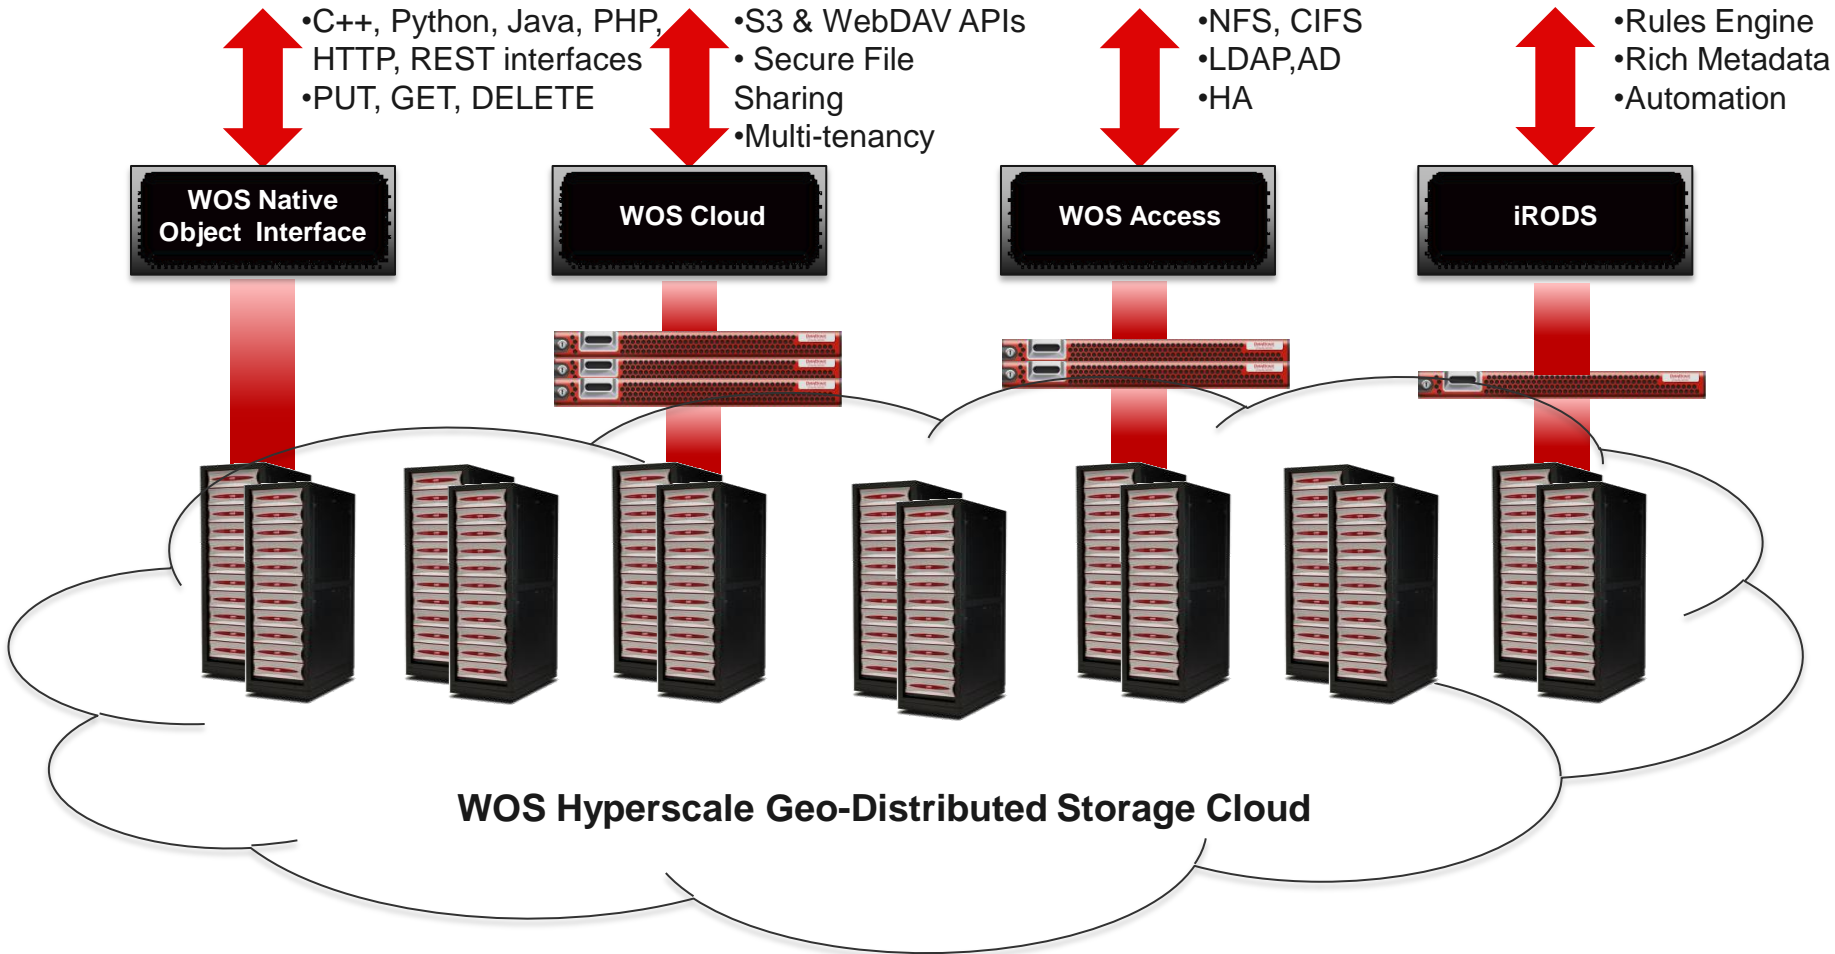 •C++, Python, Java, PHP,
HTTP, REST interfaces
•PUT, GET, DELETE
•S3 & WebDAV APIs
• Secure File
Sharing
•Multi-tenancy
•NFS, CIFS
•LDAP,AD
•HA
•Rules Engine
•Rich Metadata
•Automation
WOS Native
Object Interface
WOS Cloud
WOS Access
iRODS
WOS Hyperscale Geo-Distributed Storage Cloud